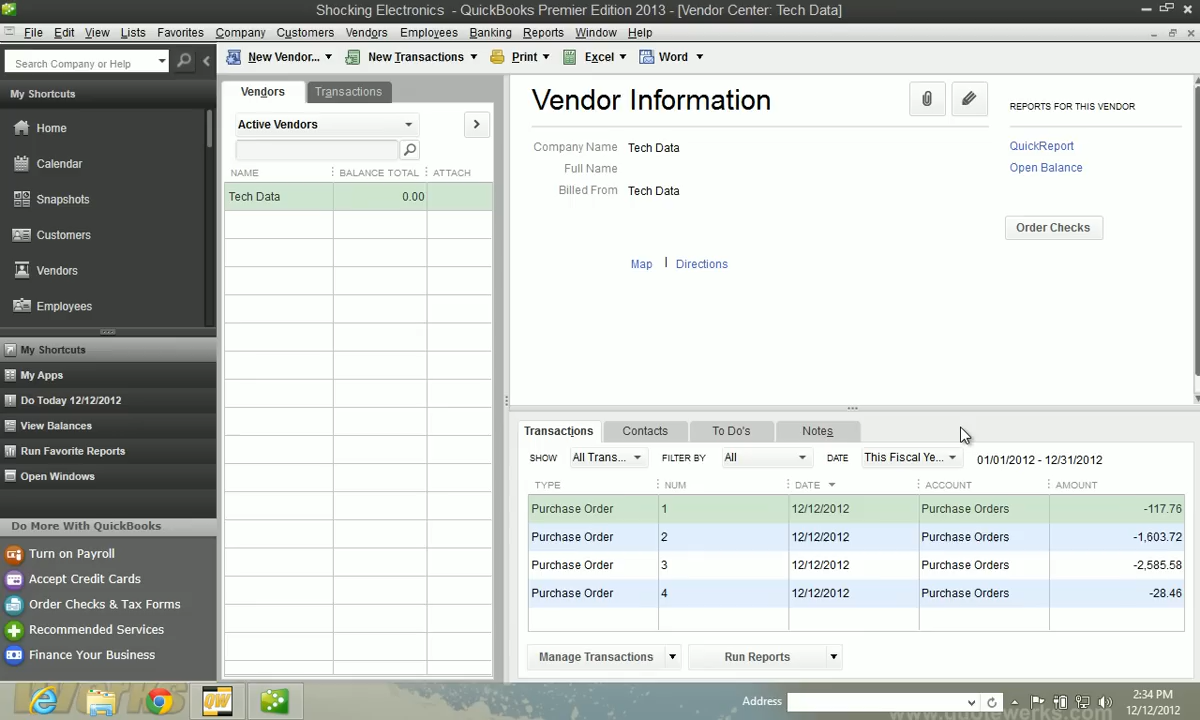 Shocking Electronics - QuickBooks Premier Edition 2013 - [Vendor Center: Tech Data]
File Edit View Lists Favorites Company Customers Vendors Employees Banking Reports Window Help
Search Company or Help
New Vendor... New Transactions Print Excel Word
My Shortcuts
Home
Calendar
Snapshots
Customers
Vendors
Employees
My Shortcuts
My Apps
Do Today 12/12/2012
View Balances
Run Favorite Reports
Open Windows
Do More With QuickBooks
Turn on Payroll
Accept Credit Cards
Order Checks & Tax Forms
Recommended Services
Finance Your Business
Vendors Transactions
Active Vendors
NAME BALANCE TOTAL ATTACH
Tech Data 0.00
Vendor Information
Company Name Tech Data
Full Name
Billed From Tech Data
Map Directions
REPORTS FOR THIS VENDOR
QuickReport
Open Balance
Order Checks
Transactions Contacts To Do's Notes
SHOW All Trans... FILTER BY All DATE This Fiscal Ye... 01/01/2012 - 12/31/2012
TYPE NUM DATE ACCOUNT AMOUNT
Purchase Order 1 12/12/2012 Purchase Orders -117.76
Purchase Order 2 12/12/2012 Purchase Orders -1,603.72
Purchase Order 3 12/12/2012 Purchase Orders -2,585.58
Purchase Order 4 12/12/2012 Purchase Orders -28.46
Manage Transactions Run Reports
QW
Address
2:34 PM
12/12/2012
www.quotewerks.com